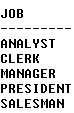 JOB
---------
ANALYST
CLERK
MANAGER
PRESIDENT
SALESMAN